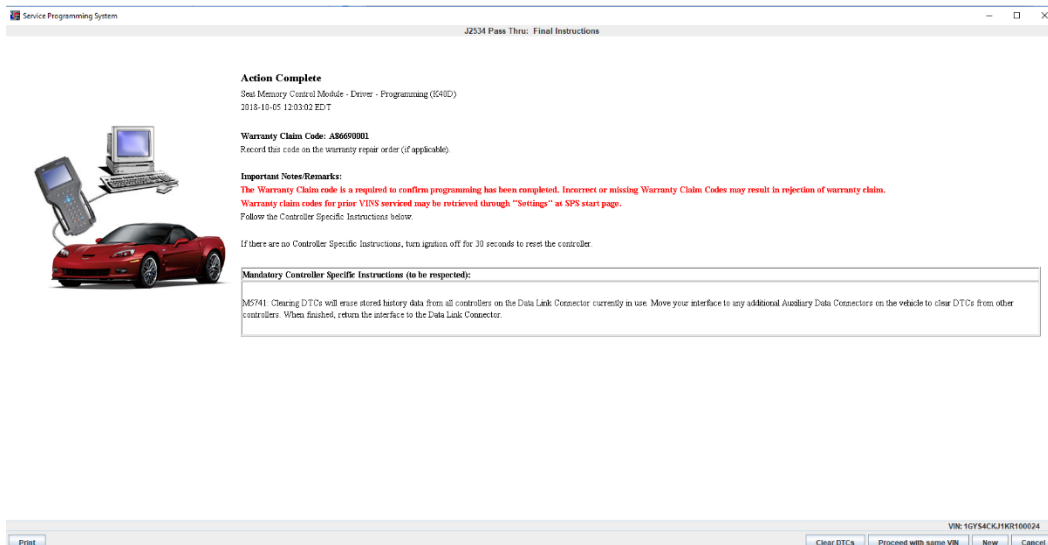 Service Programming System
J2534 Pass Thru: Final Instructions
Action Complete
Seat Memory Control Module - Driver - Programming (K40D)
2018-10-05 12:03:02 EDT
Warranty Claim Code: A86690001
Record this code on the warranty repair order (if applicable).
Important Notes/Remarks:
The Warranty Claim code is a required to confirm programming has been completed. Incorrect or missing Warranty Claim Codes may result in rejection of warranty claim.
Warranty claim codes for prior VINS serviced may be retrieved through "Settings" at SPS start page.
Follow the Controller Specific Instructions below.
If there are no Controller Specific Instructions, turn ignition off for 30 seconds to reset the controller.
Mandatory Controller Specific Instructions (to be respected):
M5741: Clearing DTCs will erase stored history data from all controllers on the Data Link Connector currently in use. Move your interface to any additional Auxiliary Data Connectors on the vehicle to clear DTCs from other
controllers. When finished, return the interface to the Data Link Connector.
VIN: 1GYS4CKJ1KR100024
Print Clear DTCs Proceed with same VIN New Cancel